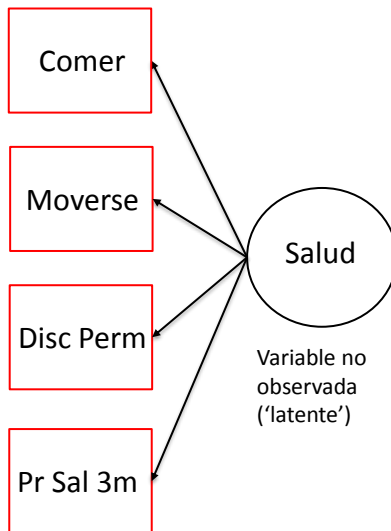 Comer
Moverse
Salud
Disc Perm
Variable no
observada
('latente')
Pr Sal 3m